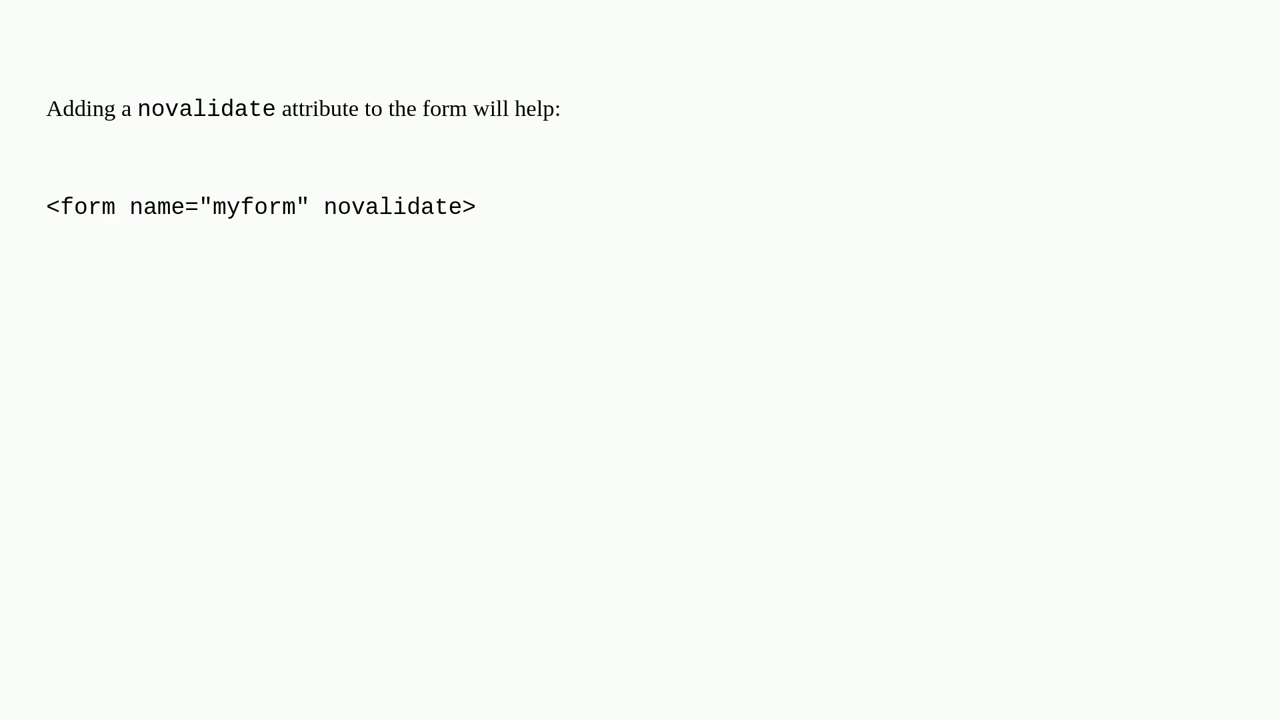 Adding a novalidate attribute to the form will help:
<form name="myform" novalidate>